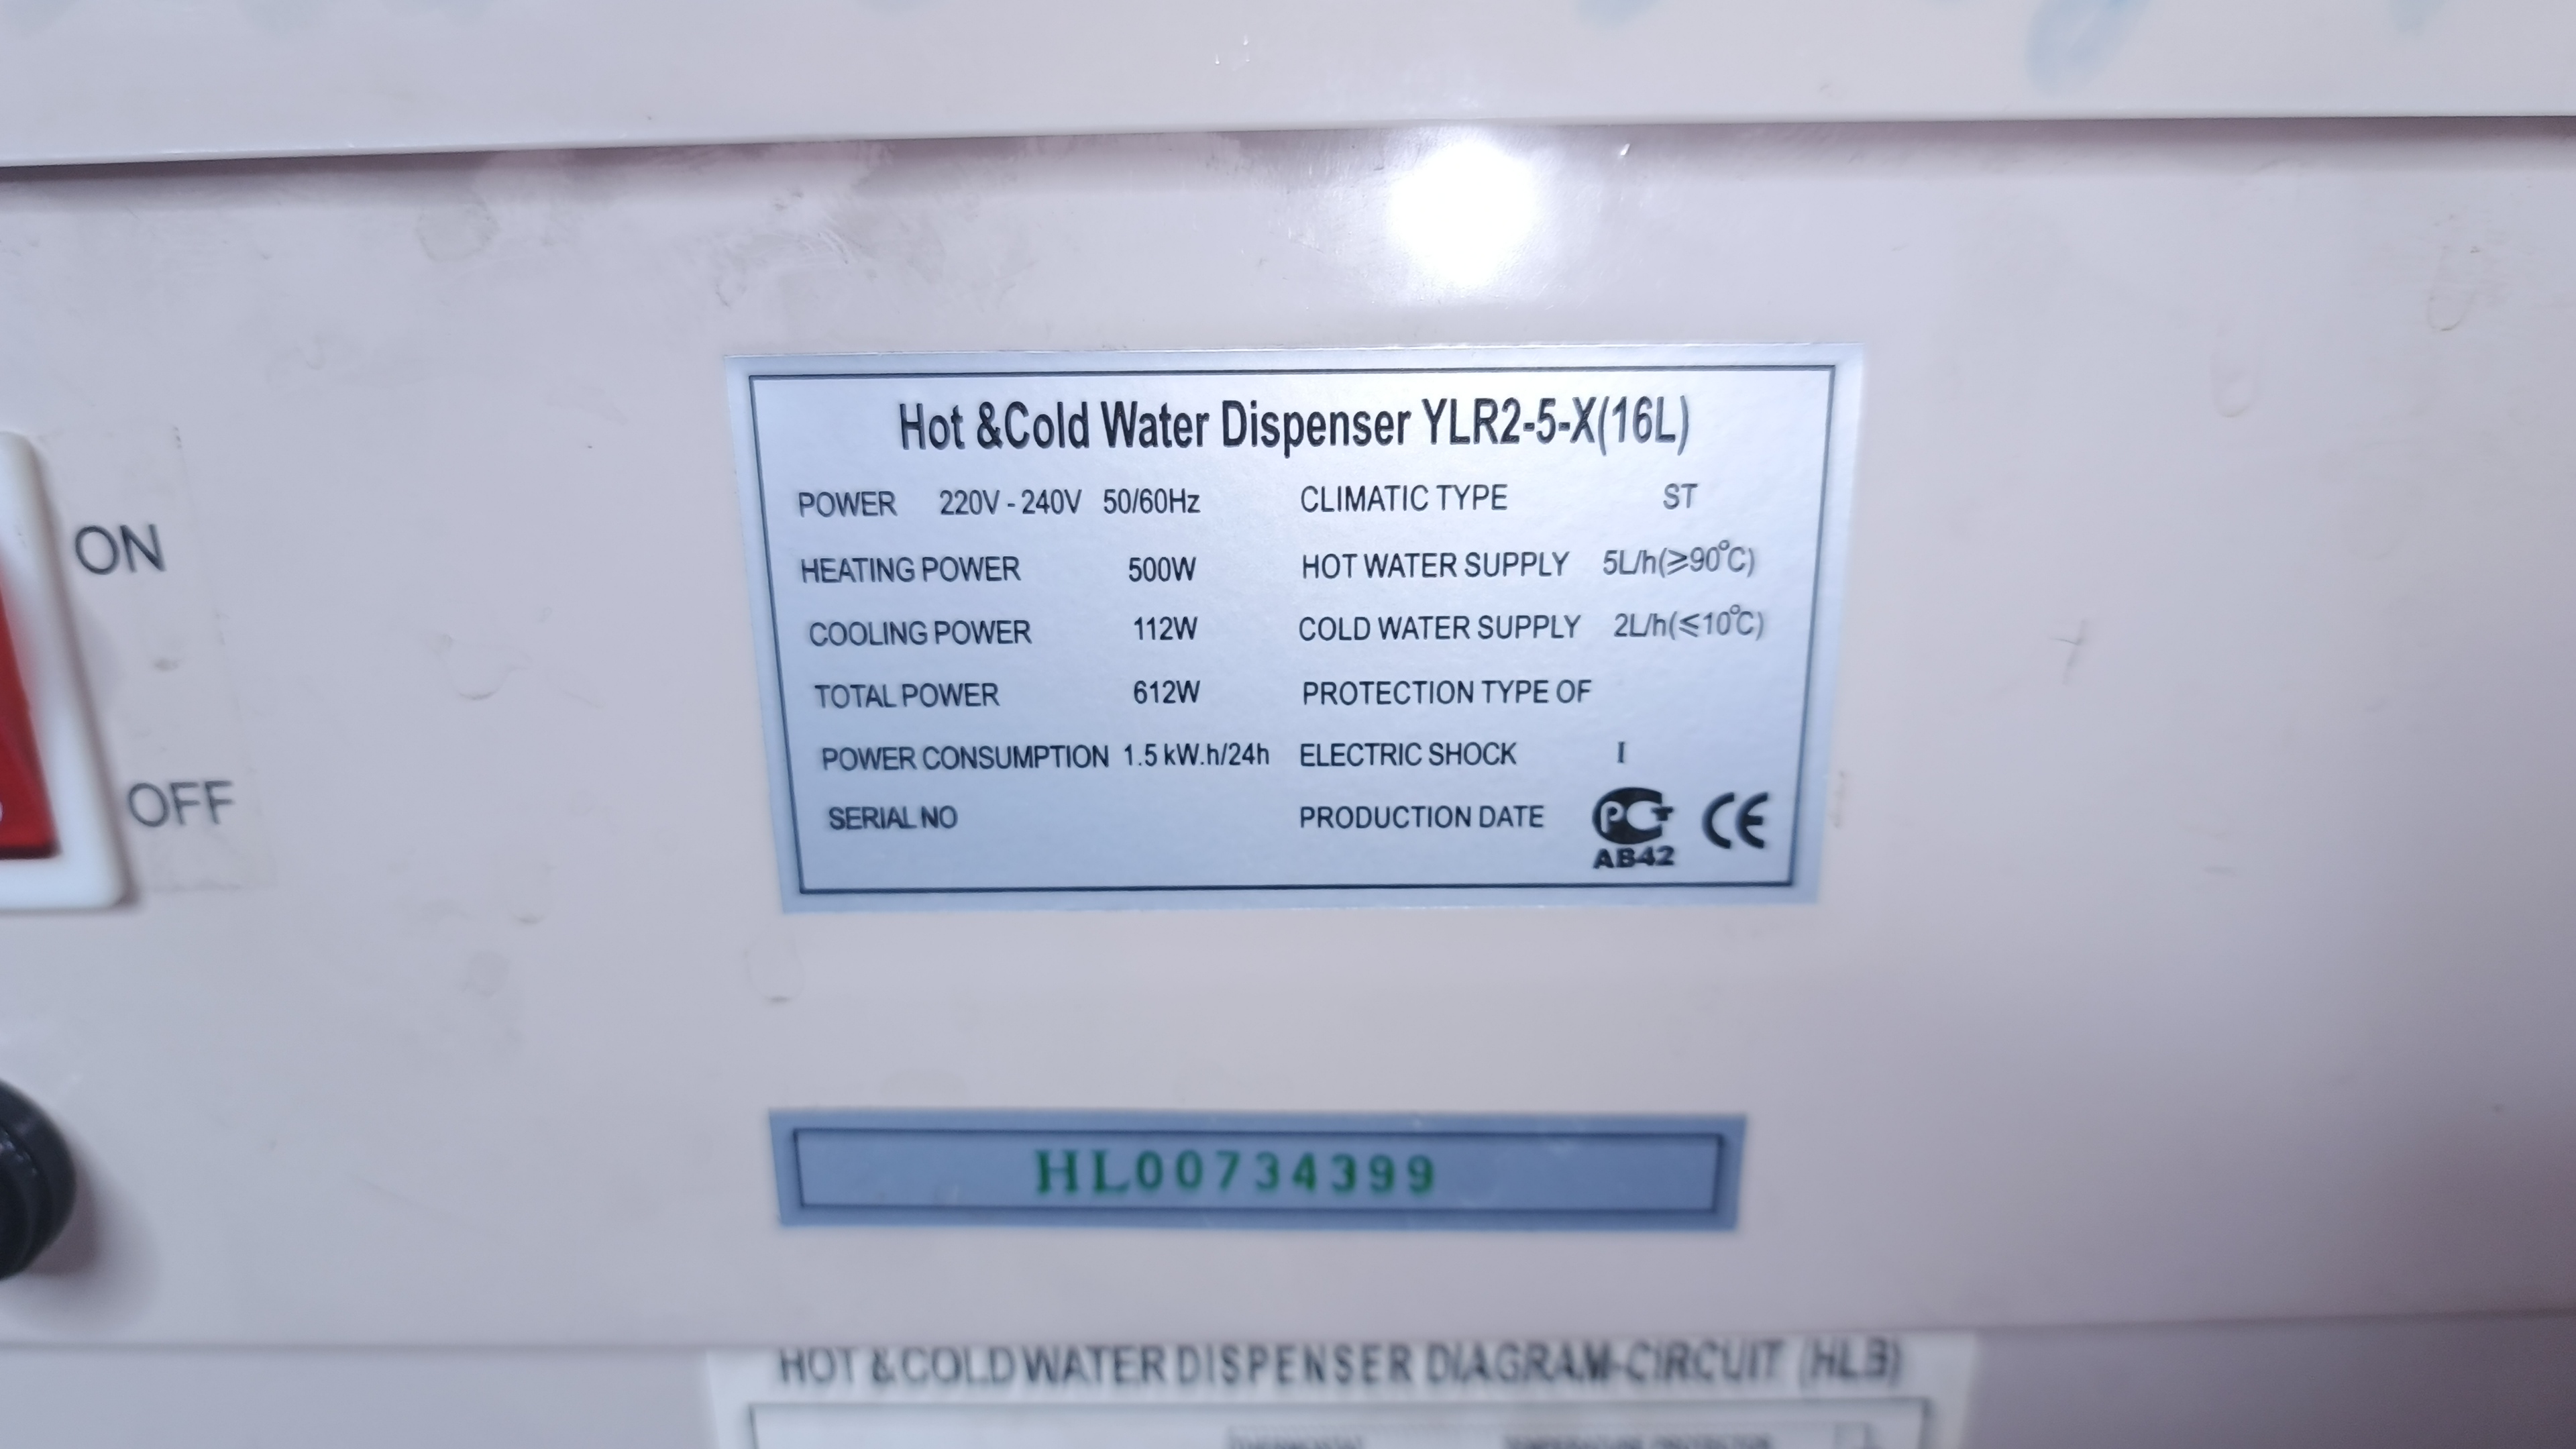 Hot &Cold Water Dispenser YLR2-5-X(16L)
POWER 220V - 240V 50/60Hz CLIMATIC TYPE ST
HEATING POWER 500W HOT WATER SUPPLY 5L/h(≥90°C)
COOLING POWER 112W COLD WATER SUPPLY 2L/h(≤10°C)
TOTAL POWER 612W PROTECTION TYPE OF
POWER CONSUMPTION 1.5 kW.h/24h ELECTRIC SHOCK I
SERIAL NO PRODUCTION DATE PCT CE
AB42
ON
OFF
HL00734399
HOT & COLD WATER DISPENSER DIAGRAM-CIRCUIT (HLB)